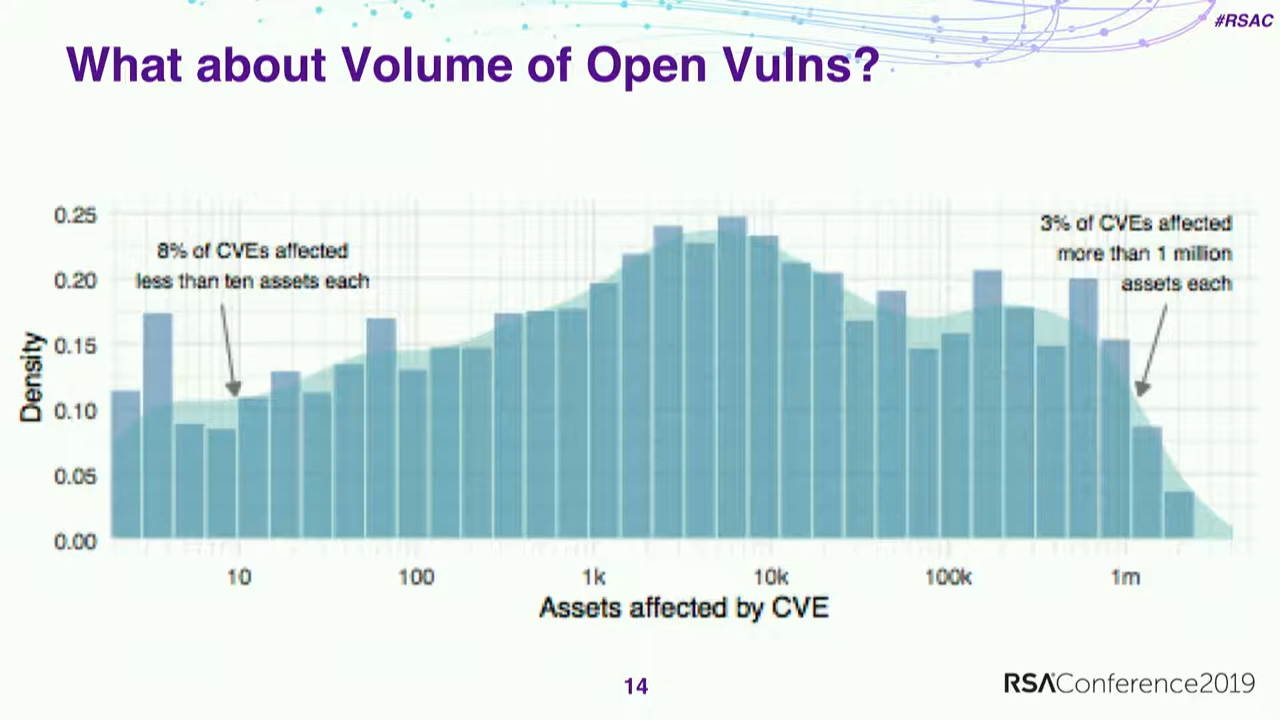 #RSAC
What about Volume of Open Vulns?
0.25
0.20
0.15
0.10
0.05
0.00
Density
8% of CVEs affected
less than ten assets each
3% of CVEs affected
more than 1 million
assets each
10
100
1k
10k
100k
1m
Assets affected by CVE
14
RSAConference2019